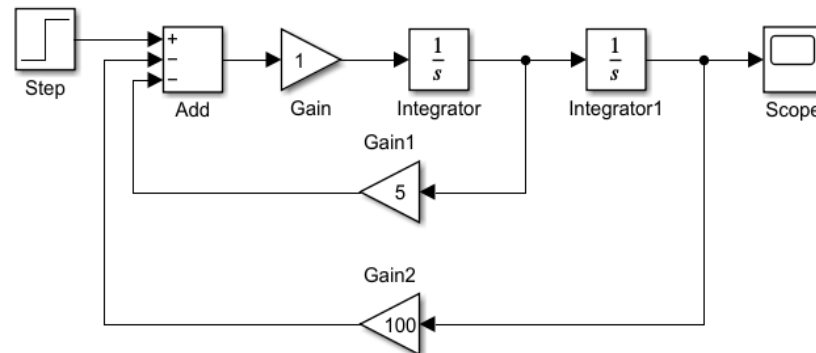 +
−
−
1
1
s
1
s
Step
Add
Gain
Integrator
Integrator1
Scope
Gain1
5
Gain2
100